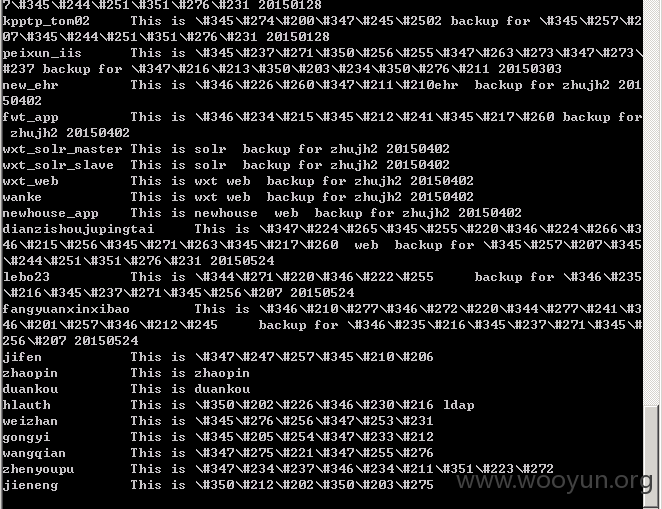 7\#345\#244\#251\#351\#276\#231 20150128
kpptp_tom02     This is \#345\#274\#200\#347\#245\#2502 backup for \#345\#257\#2
07\#345\#244\#251\#351\#276\#231 20150128
peixun_iis      This is \#345\#237\#271\#350\#256\#255\#347\#263\#273\#347\#273\
#237 backup for \#347\#216\#213\#350\#203\#234\#350\#276\#211 20150303
new_ehr         This is \#346\#226\#260\#347\#211\#210ehr  backup for zhujh2 201
50402
fwt_app         This is \#346\#234\#215\#345\#212\#241\#345\#217\#260 backup for
 zhujh2 20150402
wxt_solr_master This is solr  backup for zhujh2 20150402
wxt_solr_slave  This is solr  backup for zhujh2 20150402
wxt_web         This is wxt web  backup for zhujh2 20150402
wanke           This is wxt web  backup for zhujh2 20150402
newhouse_app    This is newhouse  web  backup for zhujh2 20150402
dianzishoujupingtai     This is \#347\#224\#265\#345\#255\#220\#346\#224\#266\#3
46\#215\#256\#345\#271\#263\#345\#217\#260  web  backup for \#345\#257\#207\#345
\#244\#251\#351\#276\#231 20150524
lebo23          This is \#344\#271\#220\#346\#222\#255     backup for \#346\#235
\#216\#345\#237\#271\#345\#256\#207 20150524
fangyuanxinxibao        This is \#346\#210\#277\#346\#272\#220\#344\#277\#241\#3
46\#201\#257\#346\#212\#245     backup for \#346\#235\#216\#345\#237\#271\#345\#
256\#207 20150524
jifen           This is \#347\#247\#257\#345\#210\#206
zhaopin         This is zhaopin
duankou         This is duankou
hlauth          This is \#350\#202\#226\#346\#230\#216 ldap
weizhan         This is \#345\#276\#256\#347\#253\#231
gongyi          This is \#345\#205\#254\#347\#233\#212
wangqian        This is \#347\#275\#221\#347\#255\#276
zhenyoupu       This is \#347\#234\#237\#346\#234\#211\#351\#223\#272
jieneng         This is \#350\#212\#202\#350\#203\#275
www.wooyun.org